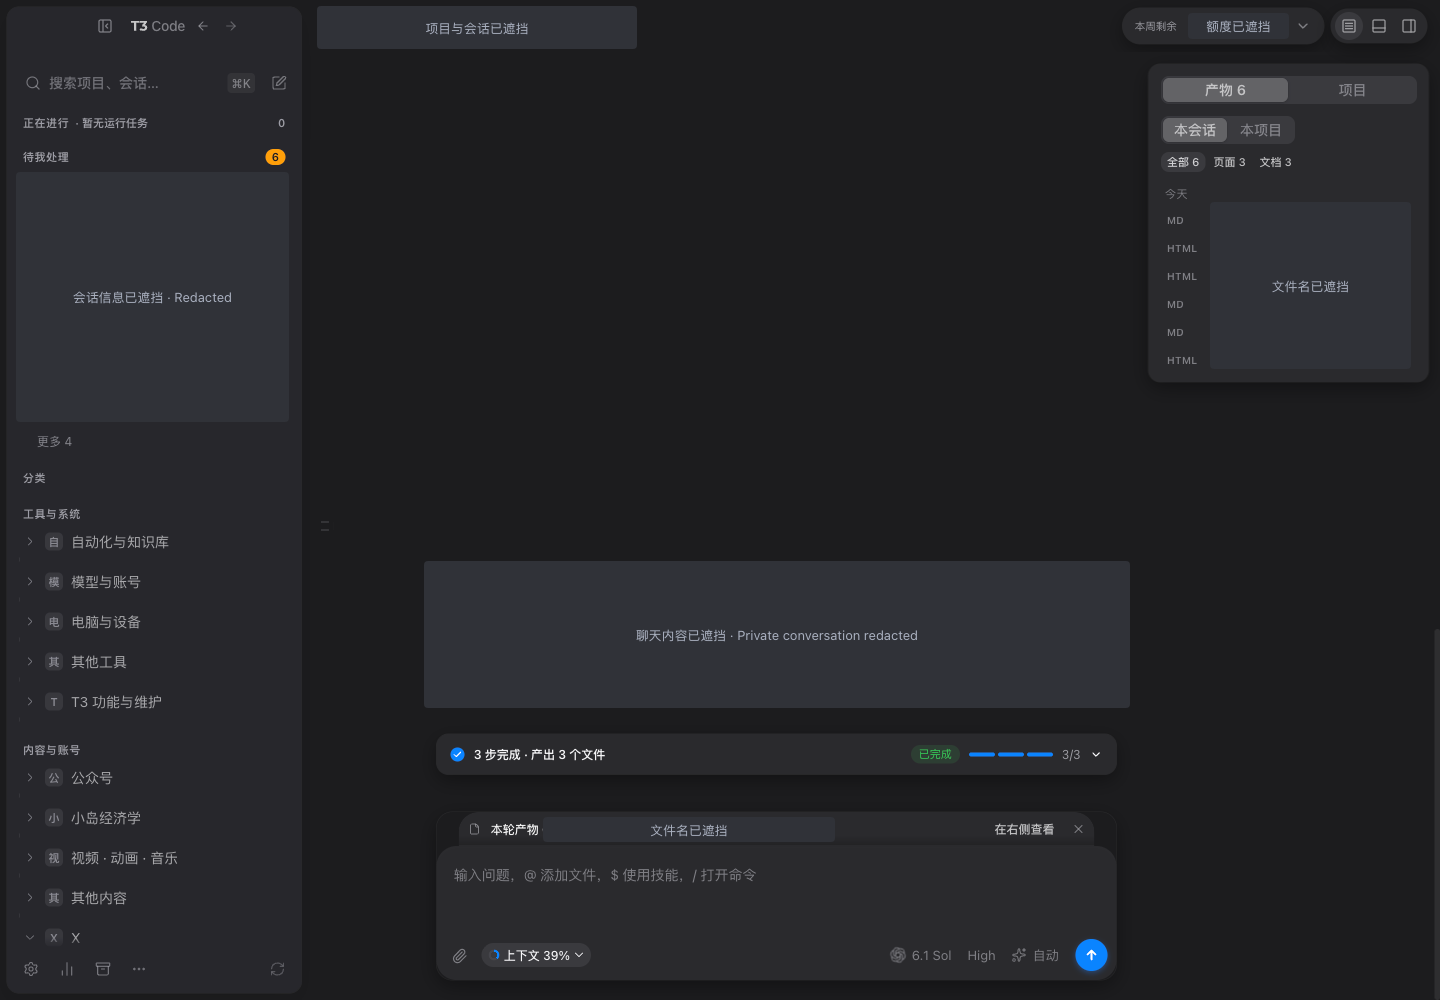 T3 Code
搜索项目、会话...
⌘K
正在进行 · 暂无运行任务
0
待我处理
6
会话信息已遮挡 · Redacted
更多 4
分类
工具与系统
自 自动化与知识库
模 模型与账号
电 电脑与设备
其 其他工具
T T3 功能与维护
内容与账号
公 公众号
小 小岛经济学
视 视频 · 动画 · 音乐
其 其他内容
X X
项目与会话已遮挡
聊天内容已遮挡 · Private conversation redacted
3 步完成 · 产出 3 个文件
已完成
3/3
本轮产物
文件名已遮挡
在右侧查看
输入问题，@ 添加文件，$ 使用技能，/ 打开命令
上下文 39%
6.1 Sol
High
自动
本周剩余
额度已遮挡
产物 6
项目
本会话
本项目
全部 6
页面 3
文档 3
今天
MD
HTML
HTML
MD
MD
HTML
文件名已遮挡